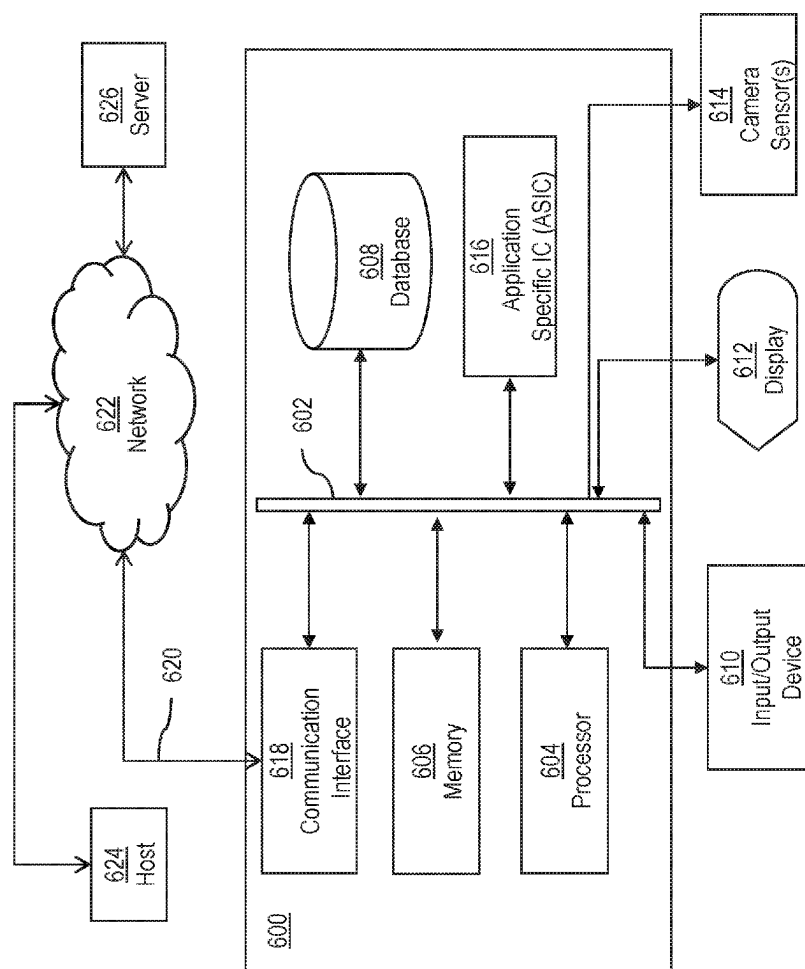 624
Host
622
Network
626
Server
620
600
618
Communication
Interface
602
608
Database
606
Memory
616
Application
Specific IC (ASIC)
604
Processor
610
Input/Output
Device
612
Display
614
Camera
Sensor(s)